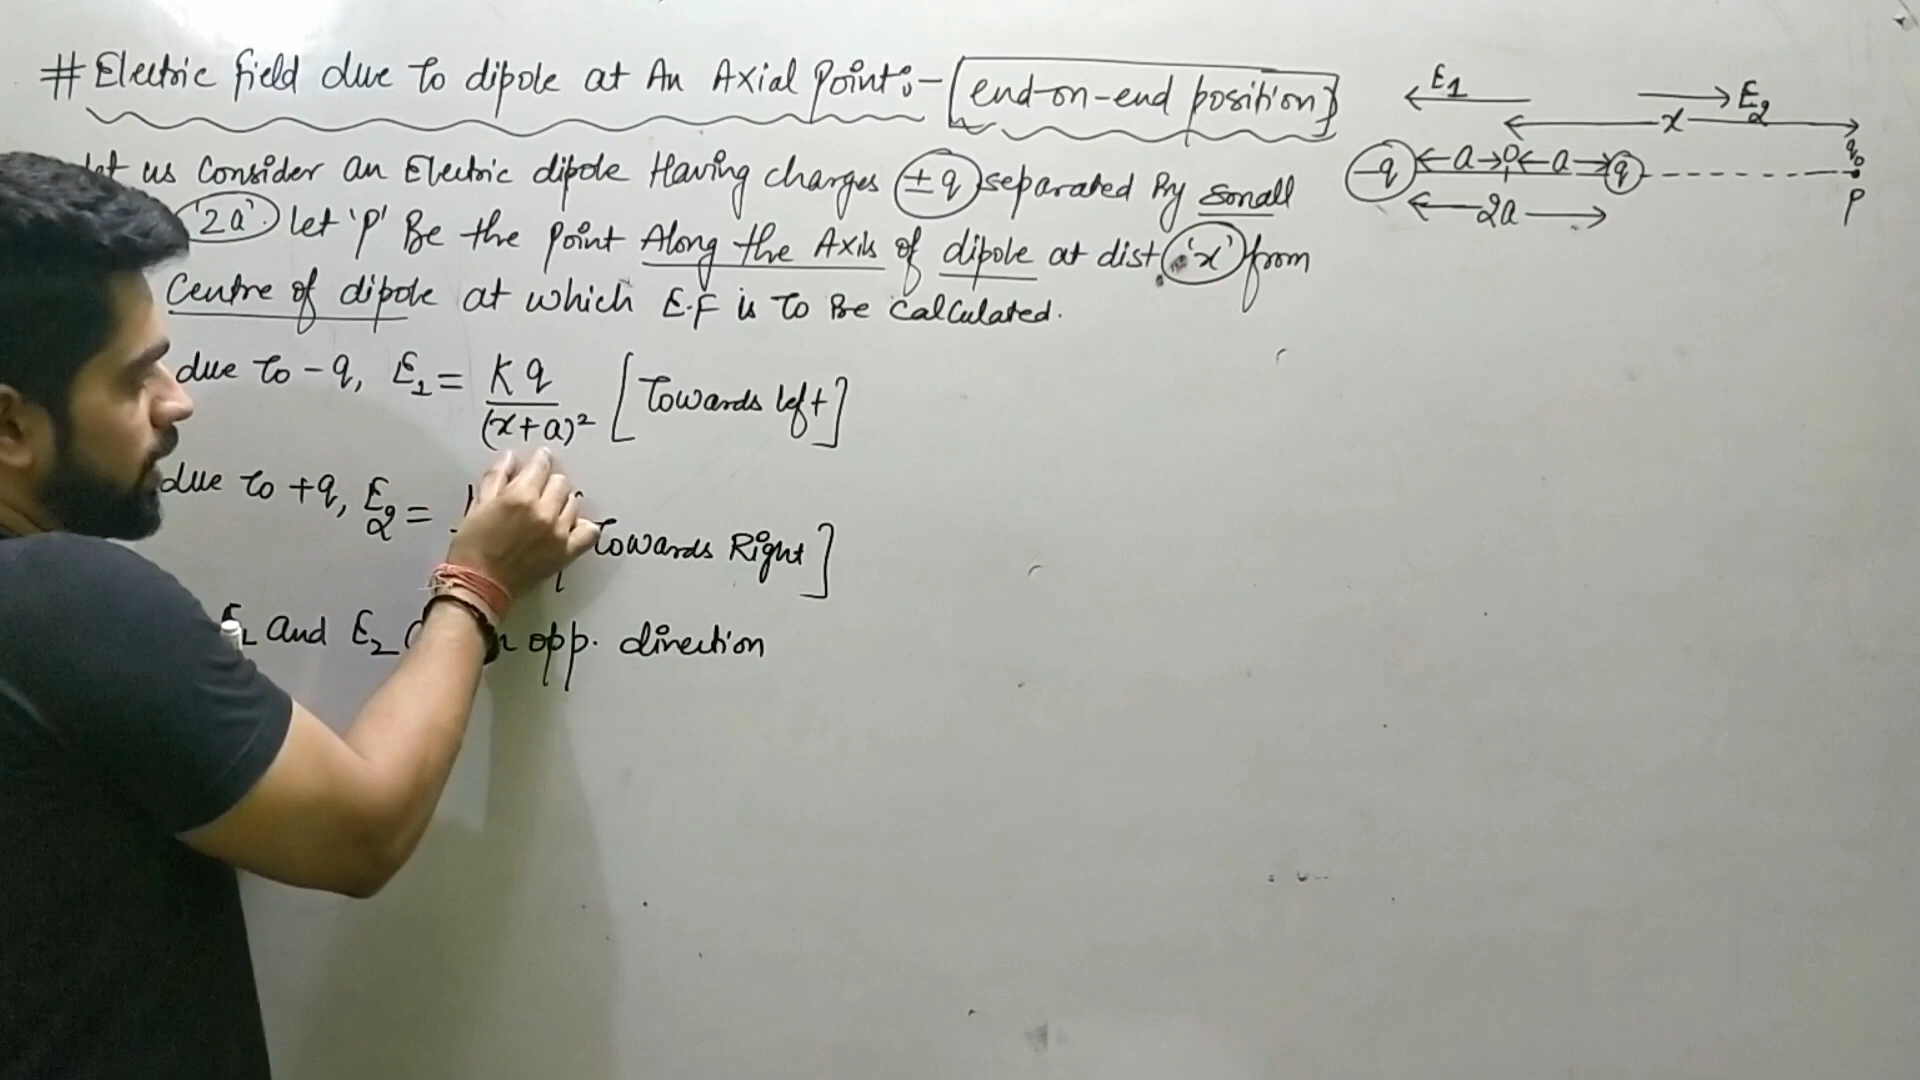 # Electric field due to dipole at An Axial Point:- [end-on-end position]
let us Consider an Electric dipole Having charges ±q separated By small
'2a'. let 'p' Be the Point Along the Axis of dipole at dist. 'x' from
Centre of dipole at which E.F is to Be Calculated.
due to -q, E1 = Kq/(x+a)² [Towards left]
due to +q, E2 = Towards Right]
E2 opp. direction
and
E1
E2
x
-q a O a q q0
2a P